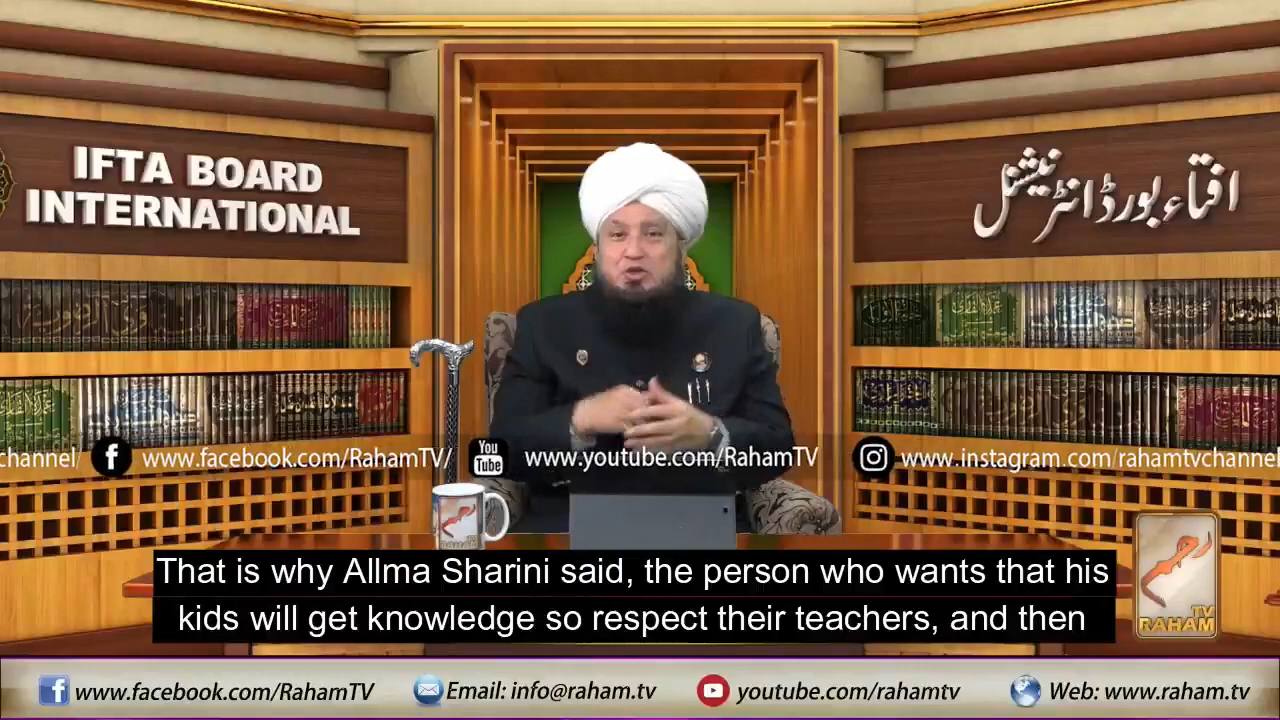 IFTA BOARD
INTERNATIONAL
افتاء بورڈ انٹرنیشنل
channel/
www.facebook.com/RahamTV/
You
Tube
www.youtube.com/RahamTV
www.instagram.com/rahamtvchannel
RAHAM
TV
RAHAM
That is why Allma Sharini said, the person who wants that his
kids will get knowledge so respect their teachers, and then
www.facebook.com/RahamTV
Email: info@raham.tv
youtube.com/rahamtv
Web: www.raham.tv